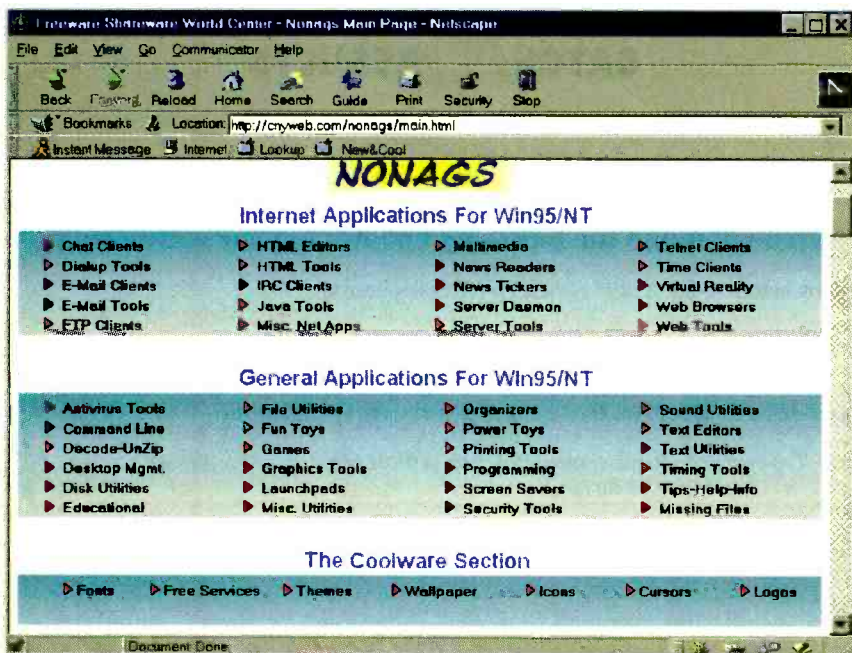 Freeware Shareware World Center - Nonags Main Page - Netscape
File Edit View Go Communicator Help
Back Forward Reload Home Search Guide Print Security Stop
Bookmarks Location: http://cnyweb.com/nonags/main.html
Instant Message Internet Lookup New&Cool
NONAGS
Internet Applications For Win95/NT
Chat Clients HTML Editors Multimedia Telnet Clients
Dialup Tools HTML Tools News Readers Time Clients
E-Mail Clients IRC Clients News Tickers Virtual Reality
E-Mail Tools Java Tools Server Daemon Web Browsers
FTP Clients Misc. Net Apps Server Tools Web Tools
General Applications For Win95/NT
Antivirus Tools File Utilities Organizers Sound Utilities
Command Line Fun Toys Power Toys Text Editors
Decode-UnZip Games Printing Tools Text Utilities
Desktop Mgmt. Graphics Tools Programming Timing Tools
Disk Utilities Launchpads Screen Savers Tips-Help-Info
Educational Misc. Utilities Security Tools Missing Files
The Coolware Section
Fonts Free Services Themes Wallpaper Icons Cursors Logos
Document Done